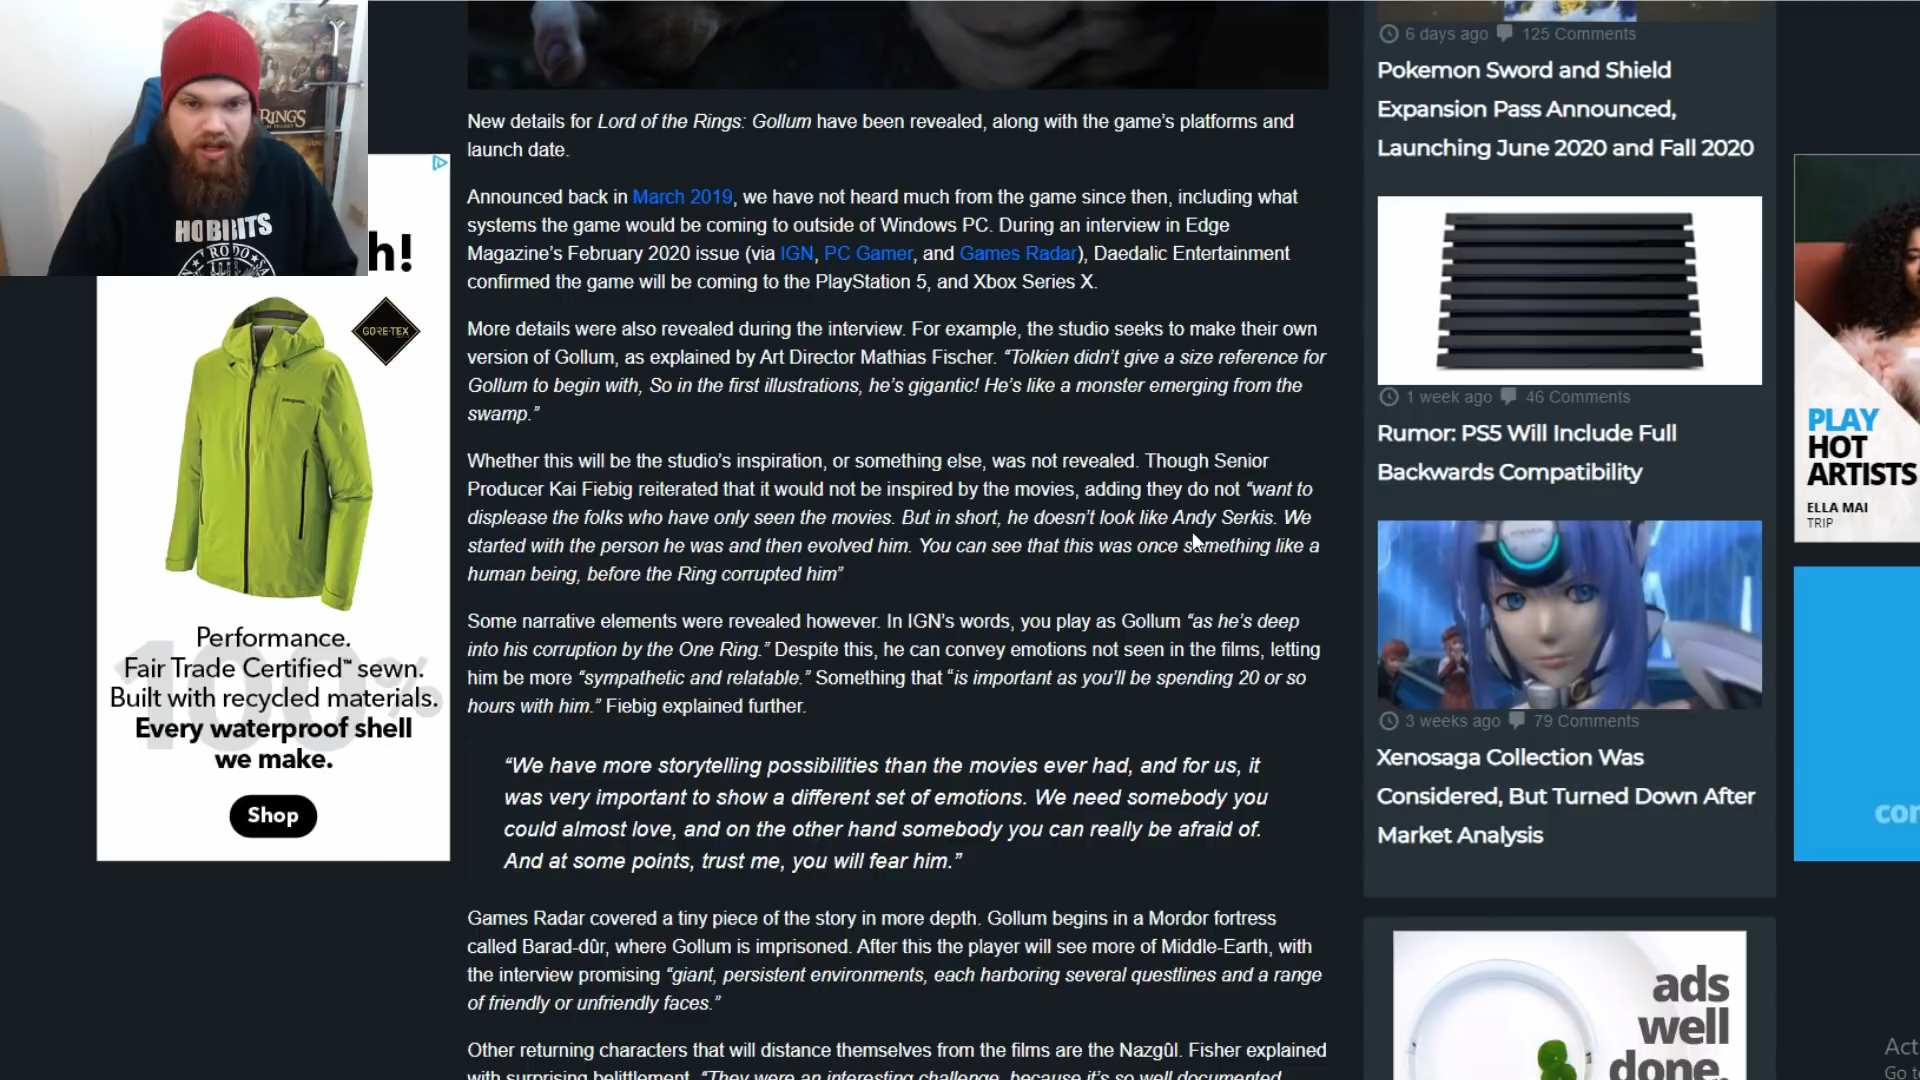 RINGS
HOBBITS
FRODO
h!
GORE-TEX
patagonia
100%
Performance.
Fair Trade Certified™ sewn.
Built with recycled materials.
Every waterproof shell
we make.
Shop
New details for Lord of the Rings: Gollum have been revealed, along with the game’s platforms and
launch date.
Announced back in March 2019, we have not heard much from the game since then, including what
systems the game would be coming to outside of Windows PC. During an interview in Edge
Magazine’s February 2020 issue (via IGN, PC Gamer, and Games Radar), Daedalic Entertainment
confirmed the game will be coming to the PlayStation 5, and Xbox Series X.
More details were also revealed during the interview. For example, the studio seeks to make their own
version of Gollum, as explained by Art Director Mathias Fischer. “Tolkien didn’t give a size reference for
Gollum to begin with, So in the first illustrations, he’s gigantic! He’s like a monster emerging from the
swamp.”
Whether this will be the studio’s inspiration, or something else, was not revealed. Though Senior
Producer Kai Fiebig reiterated that it would not be inspired by the movies, adding they do not “want to
displease the folks who have only seen the movies. But in short, he doesn’t look like Andy Serkis. We
started with the person he was and then evolved him. You can see that this was once something like a
human being, before the Ring corrupted him”
Some narrative elements were revealed however. In IGN’s words, you play as Gollum “as he’s deep
into his corruption by the One Ring.” Despite this, he can convey emotions not seen in the films, letting
him be more “sympathetic and relatable.” Something that “is important as you’ll be spending 20 or so
hours with him.” Fiebig explained further.
“We have more storytelling possibilities than the movies ever had, and for us, it
was very important to show a different set of emotions. We need somebody you
could almost love, and on the other hand somebody you can really be afraid of.
And at some points, trust me, you will fear him.”
Games Radar covered a tiny piece of the story in more depth. Gollum begins in a Mordor fortress
called Barad-dûr, where Gollum is imprisoned. After this the player will see more of Middle-Earth, with
the interview promising “giant, persistent environments, each harboring several questlines and a range
of friendly or unfriendly faces.”
Other returning characters that will distance themselves from the films are the Nazgûl. Fisher explained
with surprising belittlement. “They were an interesting challenge, because it’s so well documented
6 days ago 125 Comments
Pokemon Sword and Shield
Expansion Pass Announced,
Launching June 2020 and Fall 2020
1 week ago 46 Comments
Rumor: PS5 Will Include Full
Backwards Compatibility
3 weeks ago 79 Comments
Xenosaga Collection Was
Considered, But Turned Down After
Market Analysis
ads
well
done.
PLAY
HOT
ARTISTS
ELLA MAI
TRIP
con
Act
Go t